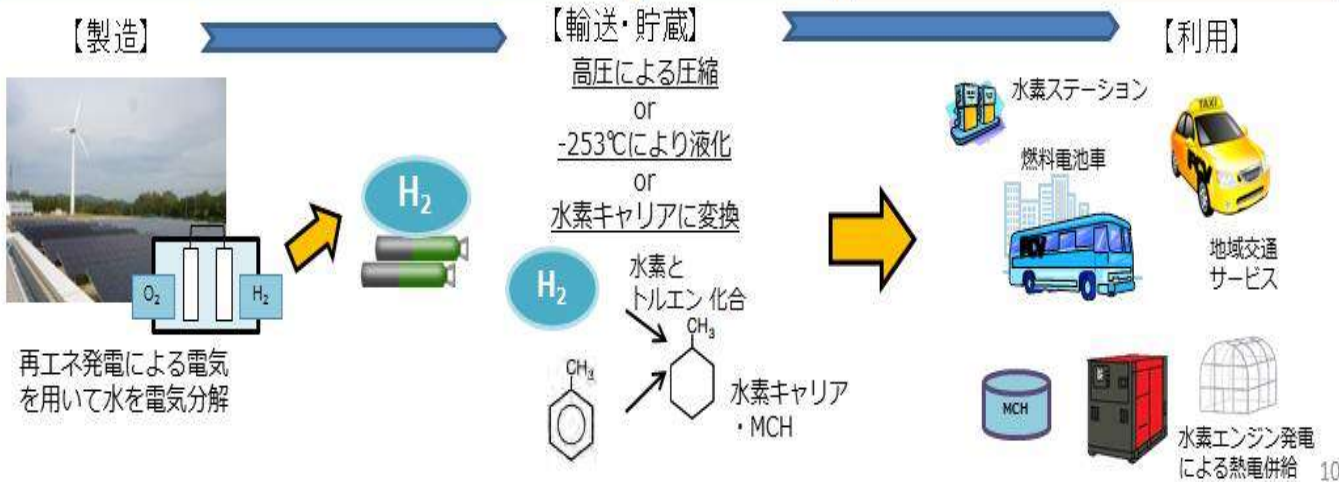 【製造】
【輸送・貯蔵】
【利用】
高圧による圧縮
or
-253℃により液化
or
水素キャリアに変換
H₂
O₂
H₂
再エネ発電による電気
を用いて水を電気分解
H₂
水素と
トルエン 化合
CH₃
CH₃
水素キャリア
・MCH
水素ステーション
燃料電池車
FCV
TAXI
FCV
地域交通
サービス
MCH
水素エンジン発電
による熱電併給
10